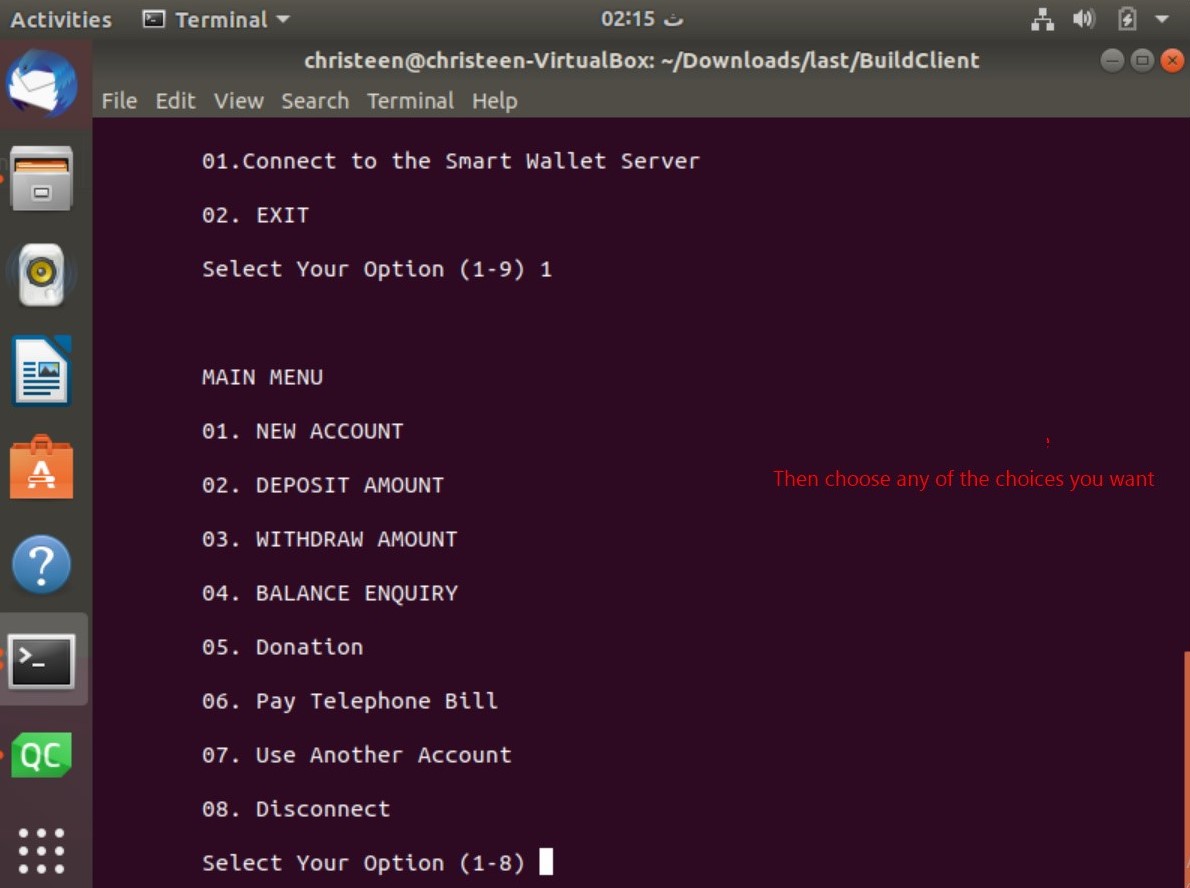 Activities Terminal ث 02:15
christeen@christeen-VirtualBox: ~/Downloads/last/BuildClient
File Edit View Search Terminal Help
01.Connect to the Smart Wallet Server
02. EXIT
Select Your Option (1-9) 1
MAIN MENU
01. NEW ACCOUNT
02. DEPOSIT AMOUNT
Then choose any of the choices you want
03. WITHDRAW AMOUNT
04. BALANCE ENQUIRY
05. Donation
06. Pay Telephone Bill
07. Use Another Account
QC
08. Disconnect
Select Your Option (1-8)